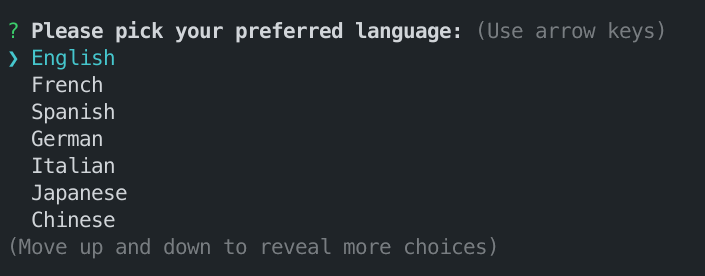 ? Please pick your preferred language: (Use arrow keys)
❯ English
French
Spanish
German
Italian
Japanese
Chinese
(Move up and down to reveal more choices)